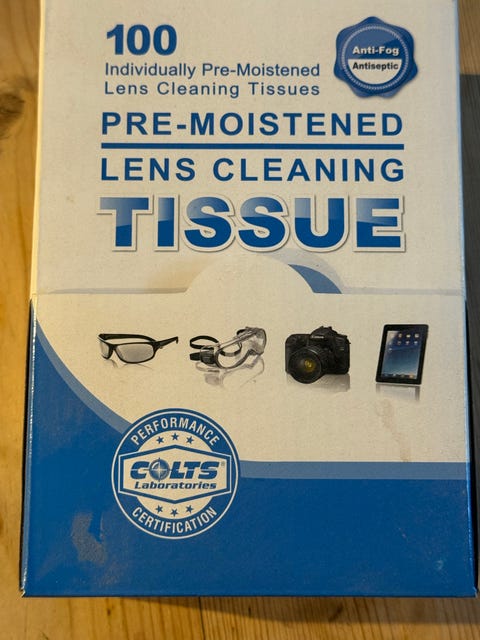 100
Individually Pre-Moistened
Lens Cleaning Tissues
Anti-Fog
Antiseptic
PRE-MOISTENED
LENS CLEANING
TISSUE
PERFORMANCE
COLTS®
Laboratories
CERTIFICATION